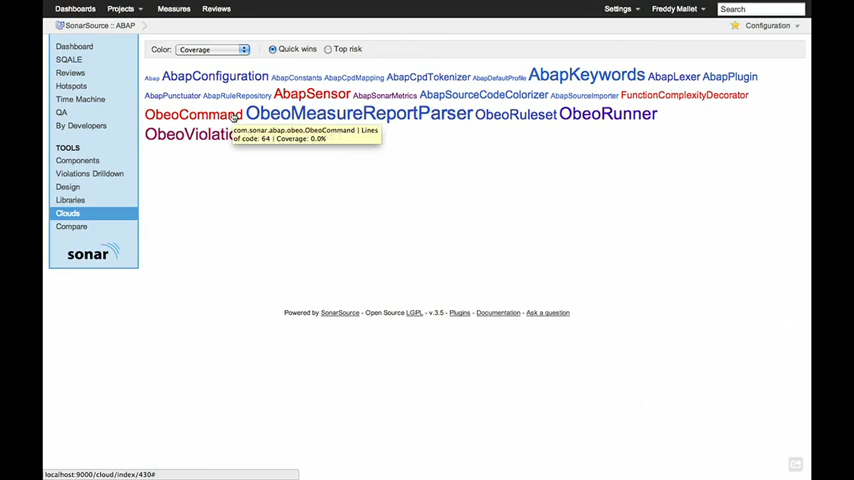 Dashboards Projects Measures Reviews Settings Freddy Mallet Search
SonarSource :: ABAP Configuration
Dashboard
SQALE
Reviews
Hotspots
Time Machine
QA
By Developers
TOOLS
Components
Violations Drilldown
Design
Libraries
Clouds
Compare
sonar
Color: Coverage Quick wins Top risk
Abap AbapConfiguration AbapConstants AbapCpdMapping AbapCpdTokenizer AbapDefaultProfile AbapKeywords AbapLexer AbapPlugin
AbapPunctuator AbapRuleRepository AbapSensor AbapSonarMetrics AbapSourceCodeColorizer AbapSourceImporter FunctionComplexityDecorator
ObeoCommand ObeoMeasureReportParser ObeoRuleset ObeoRunner
com.sonar.abap.obeo.ObeoCommand | Lines
of code: 64 | Coverage: 0.0%
Powered by SonarSource - Open Source LGPL - v.3.5 - Plugins - Documentation - Ask a question
localhost:9000/cloud/index/430#